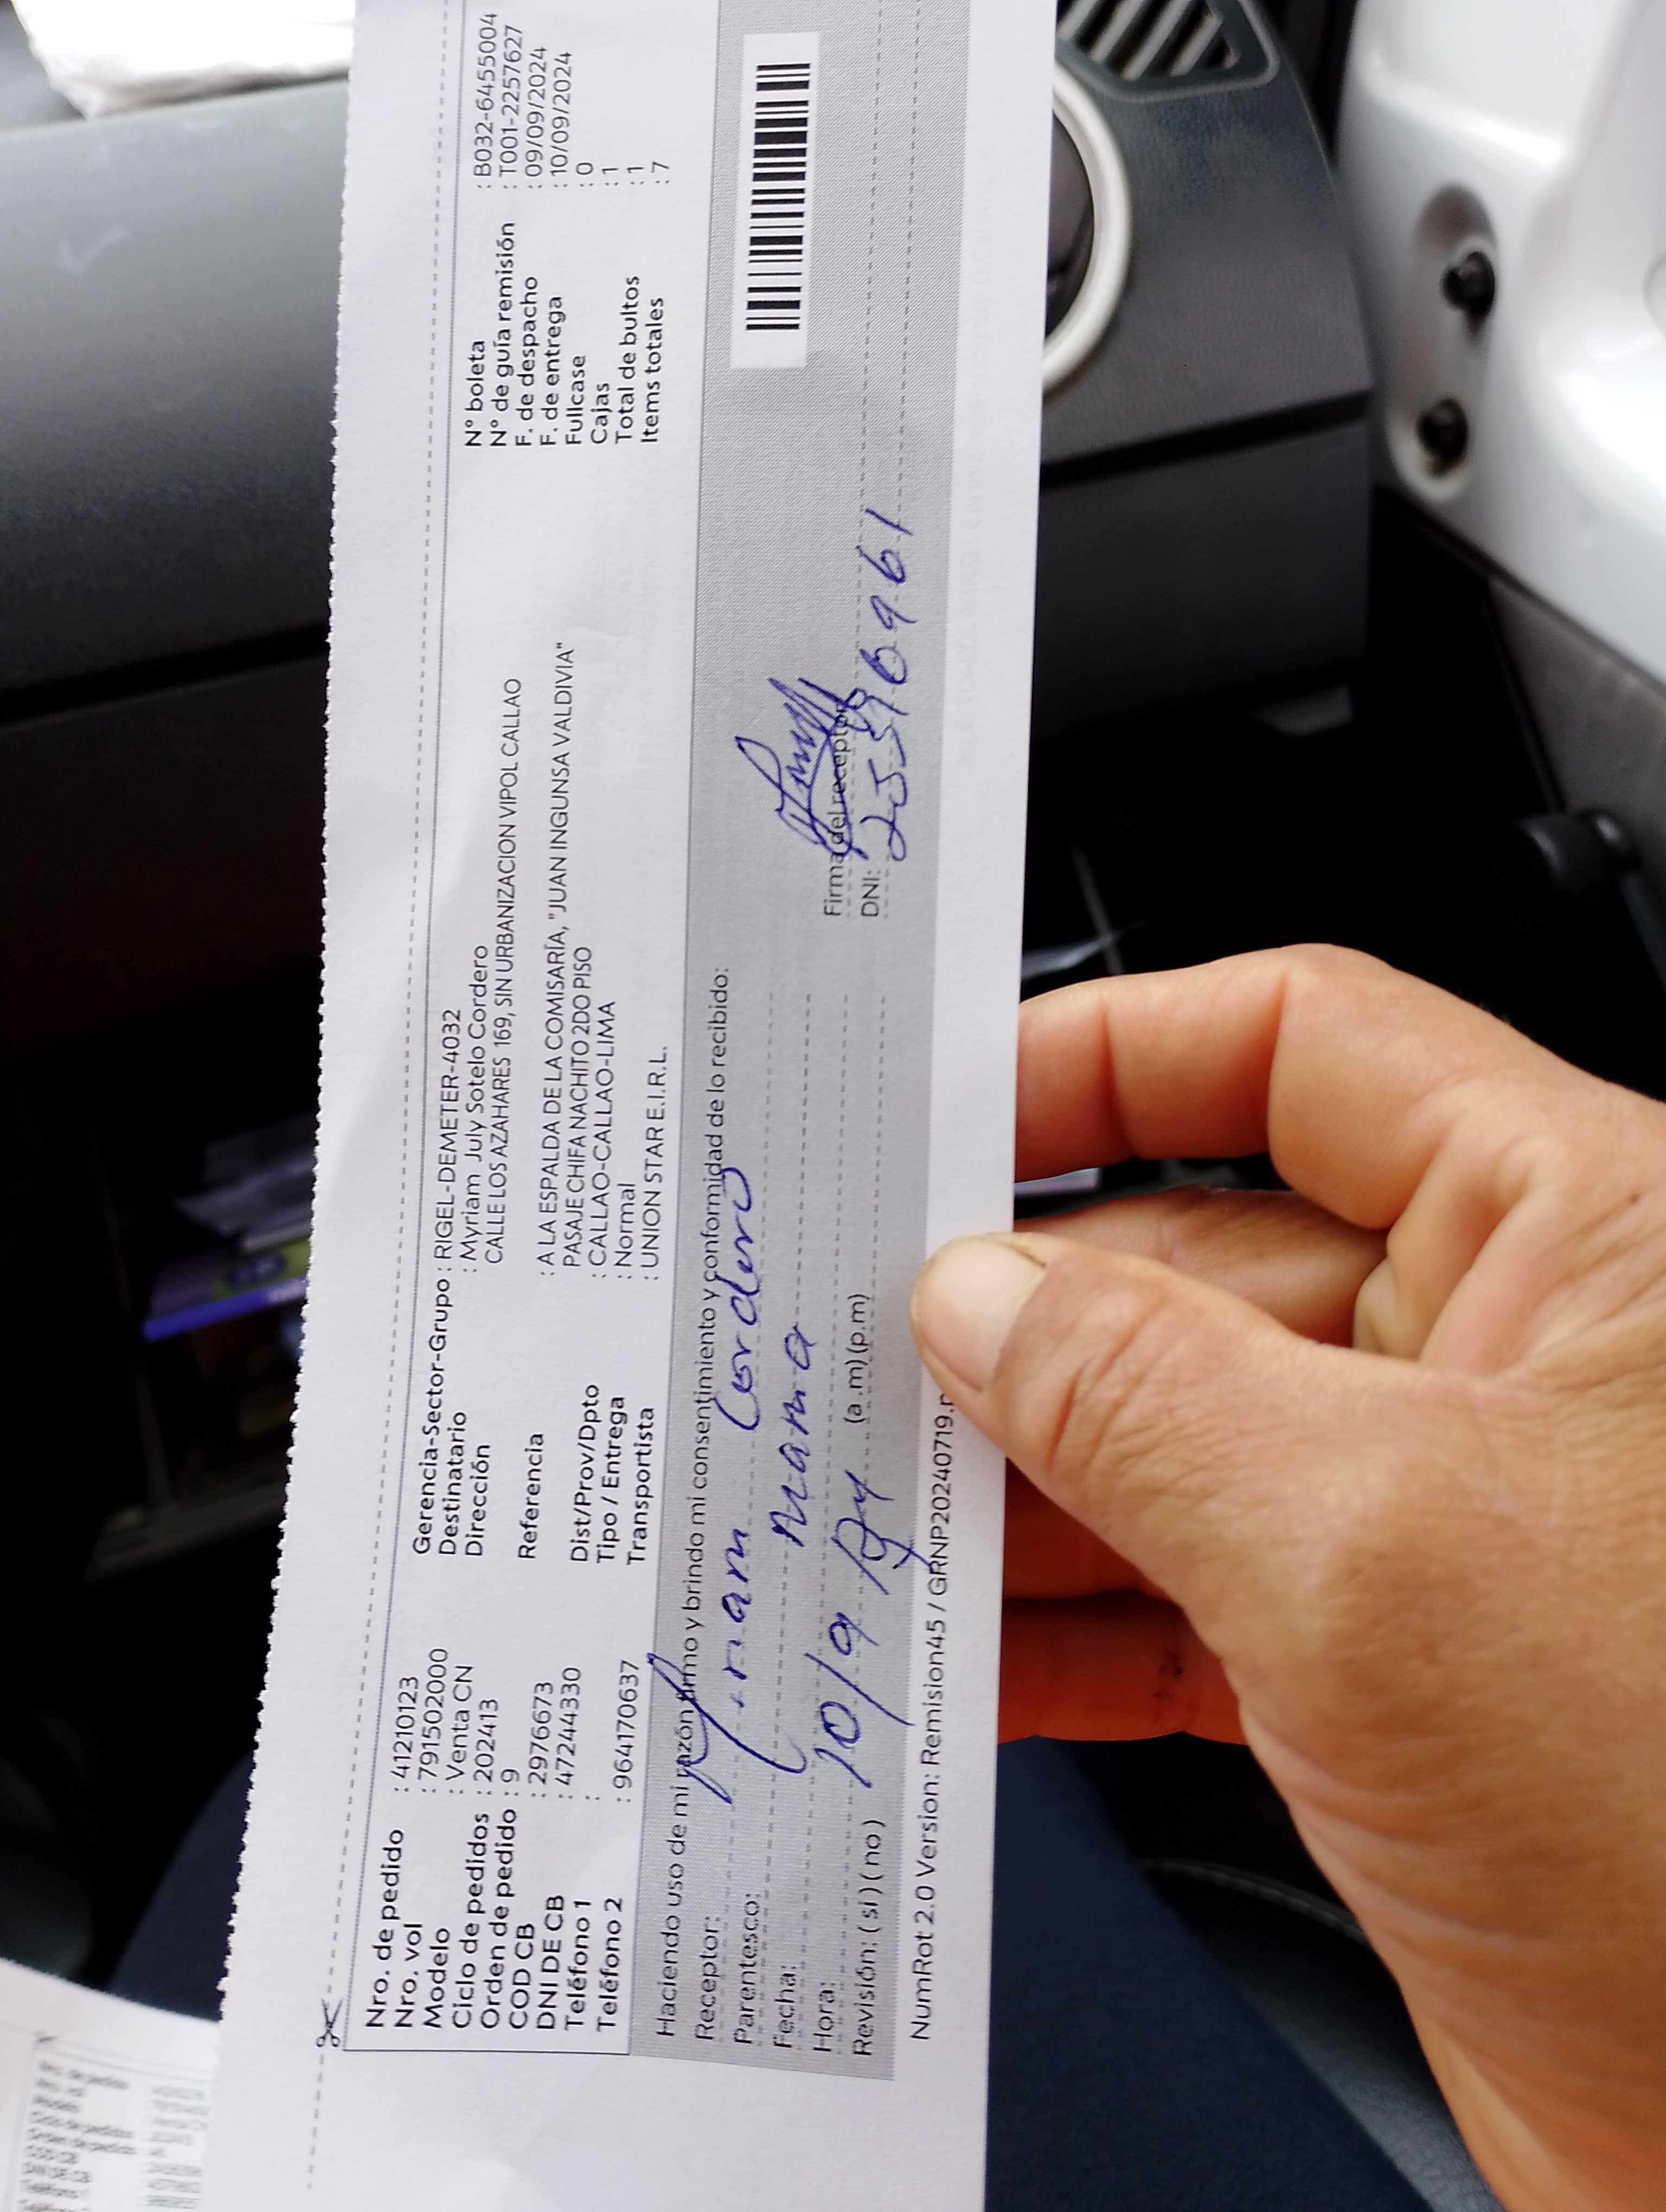 Nro. de pedido : 41210123
Nro. vol : 791502000
Modelo : Venta CN
Ciclo de pedidos : 202413
Orden de pedido : 9
COD CB : 2976673
DNI DE CB : 47244330
Teléfono 1 :
Teléfono 2 : 964170637
Gerencia-Sector-Grupo : RIGEL-DEMETER-4032
Destinatario : Myriam July Sotelo Cordero
Dirección CALLE LOS AZAHARES 169, SIN URBANIZACION VIPOL CALLAO
Referencia : A LA ESPALDA DE LA COMISARÍA, "JUAN INGUNSA VALDIVIA"
PASAJE CHIFA NACHITO 2DO PISO
Dist/Prov/Dpto : CALLAO-CALLAO-LIMA
Tipo / Entrega : Normal
Transportista : UNION STAR E.I.R.L.
N° boleta : B032-6455004
N° de guía remisión : T001-2257627
F. de despacho : 09/09/2024
F. de entrega : 10/09/2024
Fullcase : 0
Cajas : 1
Total de bultos : 1
Items totales : 7
Haciendo uso de mi razón firmo y brindo mi consentimiento y conformidad de lo recibido:
Receptor: Cordero
Parentesco: mama
Fecha: 10/9
Hora: (a.m) (p.m)
Revisión: ( si ) ( no )
Firma del receptor
DNI:
NumRot 2.0 Version: Remision45 / GRNP20240719.r